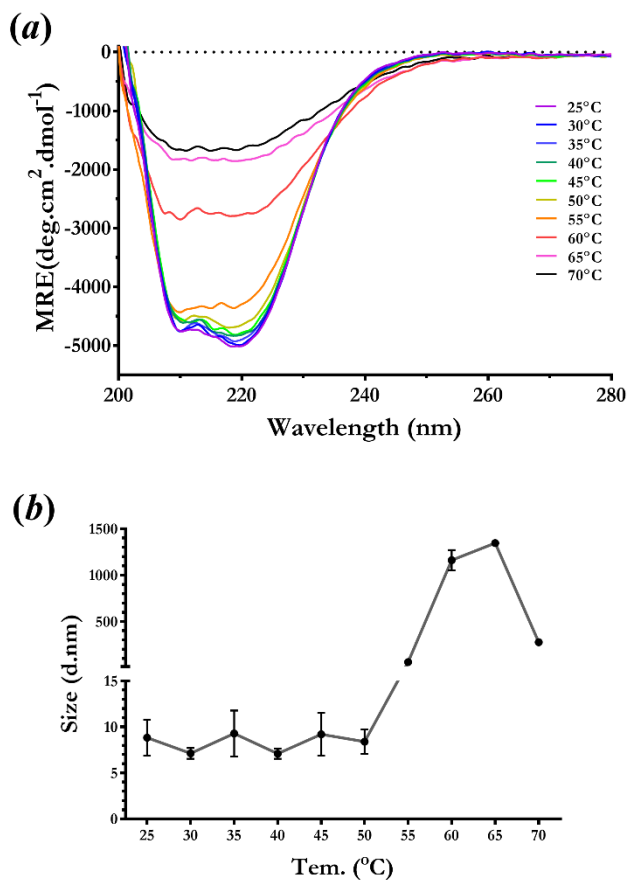 (a)
MRE(deg.cm².dmol⁻¹)
0
-1000
-2000
-3000
-4000
-5000
200
220
240
260
280
Wavelength (nm)
25°C
30°C
35°C
40°C
45°C
50°C
55°C
60°C
65°C
70°C
(b)
Size (d.nm)
1500
1000
500
15
10
5
0
25
30
35
40
45
50
55
60
65
70
Tem. (°C)